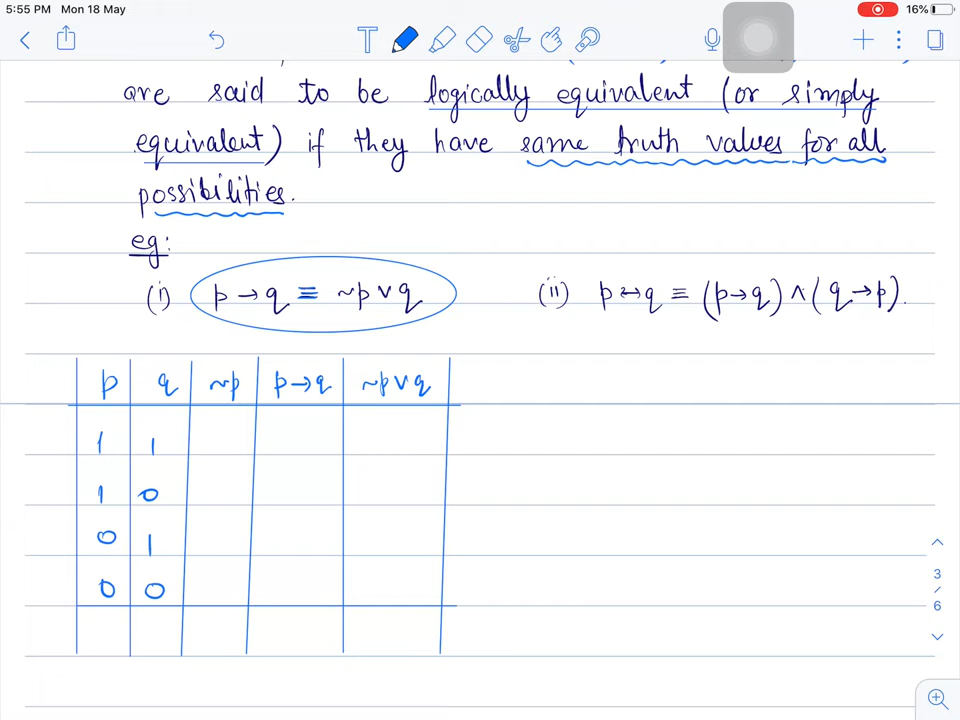 5:55 PM Mon 18 May 16%
are said to be logically equivalent (or simply
equivalent) if they have same truth values for all
possibilities.
eg:
(i) p → q ≡ ~p ∨ q (ii) p ↔ q ≡ (p → q) ∧ (q → p).
p q ~p p → q ~p ∨ q
1 1
1 0
0 1
0 0
3
/
6